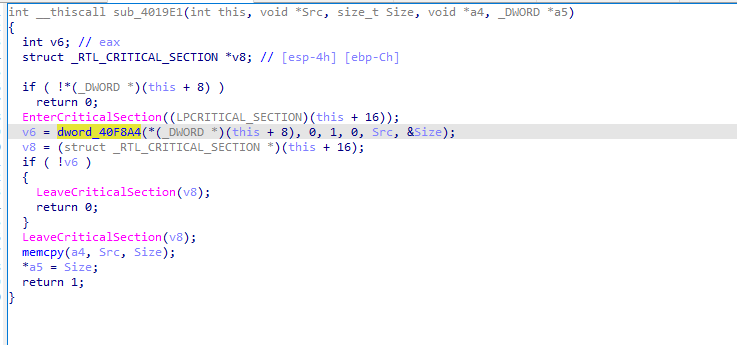 int __thiscall sub_4019E1(int this, void *Src, size_t Size, void *a4, _DWORD *a5)
{
  int v6; // eax
  struct _RTL_CRITICAL_SECTION *v8; // [esp-4h] [ebp-Ch]

  if ( !*(_DWORD *)(this + 8) )
    return 0;
  EnterCriticalSection((LPCRITICAL_SECTION)(this + 16));
  v6 = dword_40F8A4(*(_DWORD *)(this + 8), 0, 1, 0, Src, &Size);
  v8 = (struct _RTL_CRITICAL_SECTION *)(this + 16);
  if ( !v6 )
  {
    LeaveCriticalSection(v8);
    return 0;
  }
  LeaveCriticalSection(v8);
  memcpy(a4, Src, Size);
  *a5 = Size;
  return 1;
}